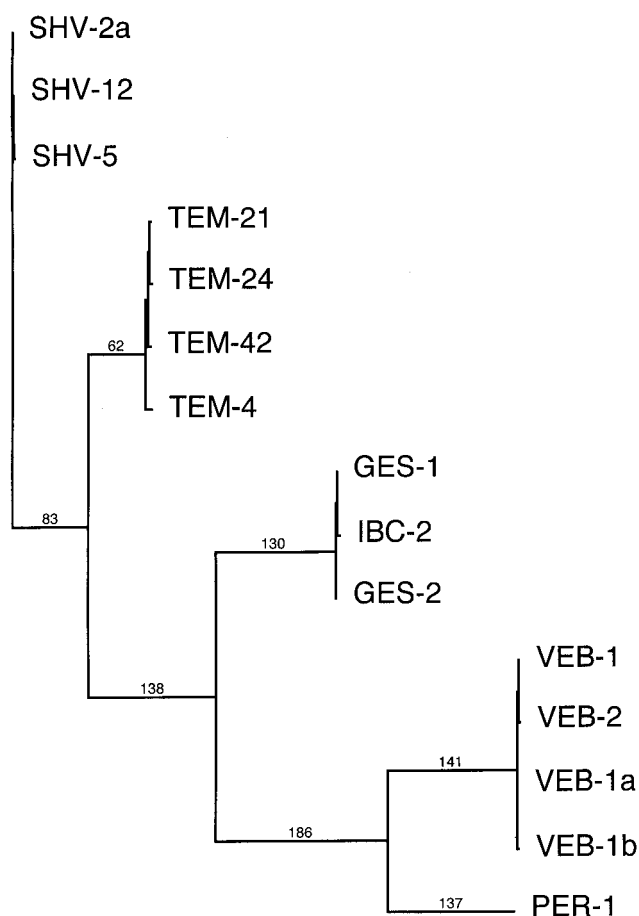 SHV-2a
SHV-12
SHV-5
TEM-21
TEM-24
62
TEM-42
TEM-4
GES-1
83
IBC-2
130
GES-2
VEB-1
138
VEB-2
141
VEB-1a
186
VEB-1b
137
PER-1